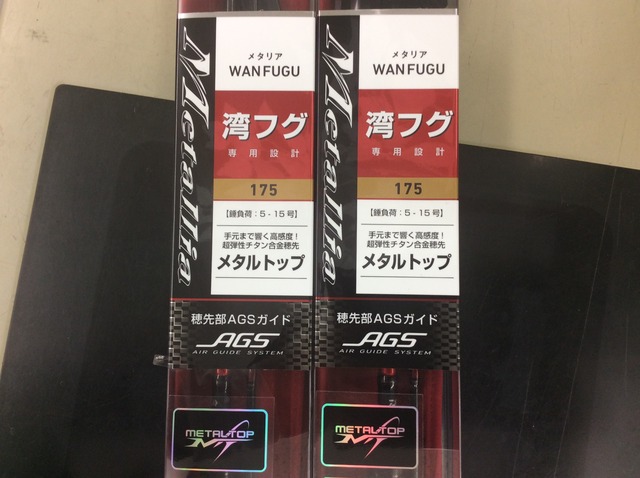 Metallia
メタリア
WANFUGU
湾フグ
専用設計
175
【錘負荷：5-15号】
手元まで響く高感度！
超弾性チタン合金穂先
メタルトップ
穂先部AGSガイド
AGS
AIR GUIDE SYSTEM
METAL-TOP
MT
Metallia
メタリア
WANFUGU
湾フグ
専用設計
175
【錘負荷：5-15号】
手元まで響く高感度！
超弾性チタン合金穂先
メタルトップ
穂先部AGSガイド
AGS
AIR GUIDE SYSTEM
METAL-TOP
MT